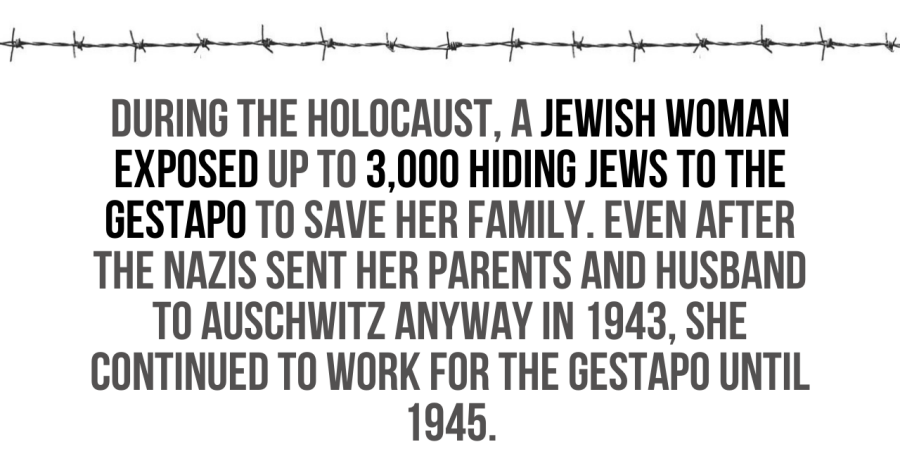 DURING THE HOLOCAUST, A JEWISH WOMAN
EXPOSED UP TO 3,000 HIDING JEWS TO THE
GESTAPO TO SAVE HER FAMILY. EVEN AFTER
THE NAZIS SENT HER PARENTS AND HUSBAND
TO AUSCHWITZ ANYWAY IN 1943, SHE
CONTINUED TO WORK FOR THE GESTAPO UNTIL
1945.